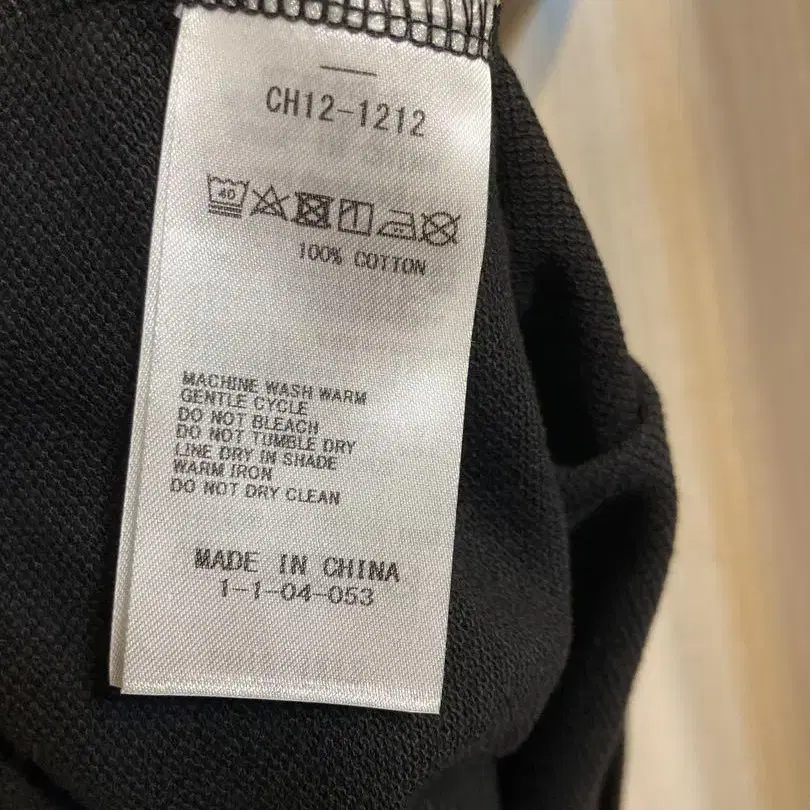 CH12-1212
40
100% COTTON
MACHINE WASH WARM
GENTLE CYCLE
DO NOT BLEACH
DO NOT TUMBLE DRY
LINE DRY IN SHADE
WARM IRON
DO NOT DRY CLEAN
MADE IN CHINA
1-1-04-053